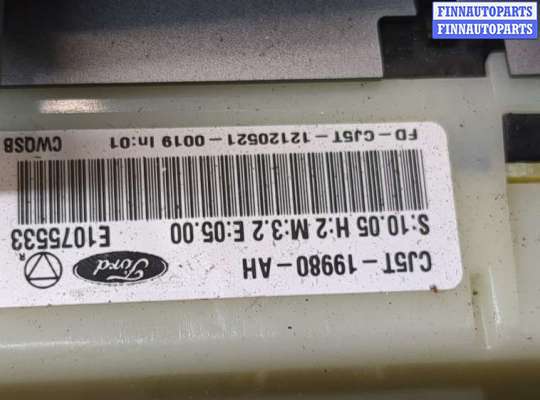 FINNAUTOPARTS
FINNAUTOPARTS
CJ5T-19980-AH
Ford
R
S:10.05 H:2 M:3.2 E:05.00
E1075533
FD-CJ5T-12120521-0019 In:01
CWQSB